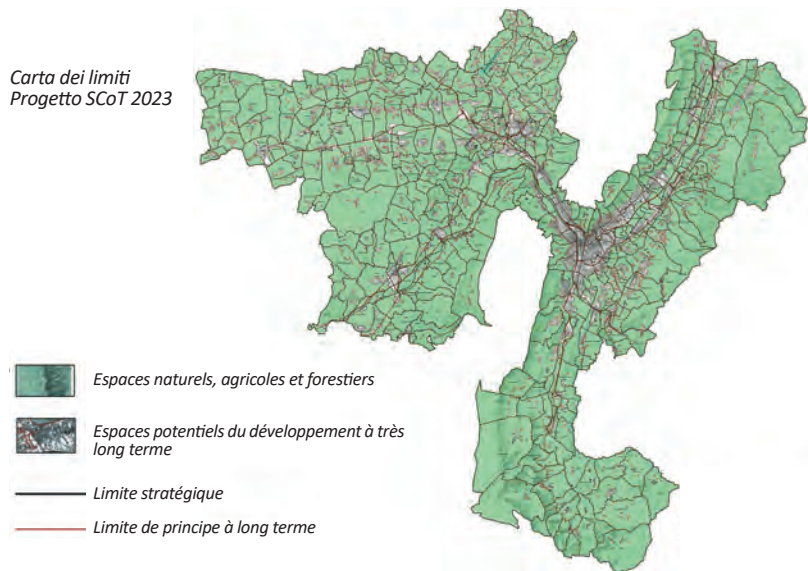 Carta dei limiti
Progetto SCoT 2023
Espaces naturels, agricoles et forestiers
Espaces potentiels du développement à très
long terme
Limite stratégique
Limite de principe à long terme